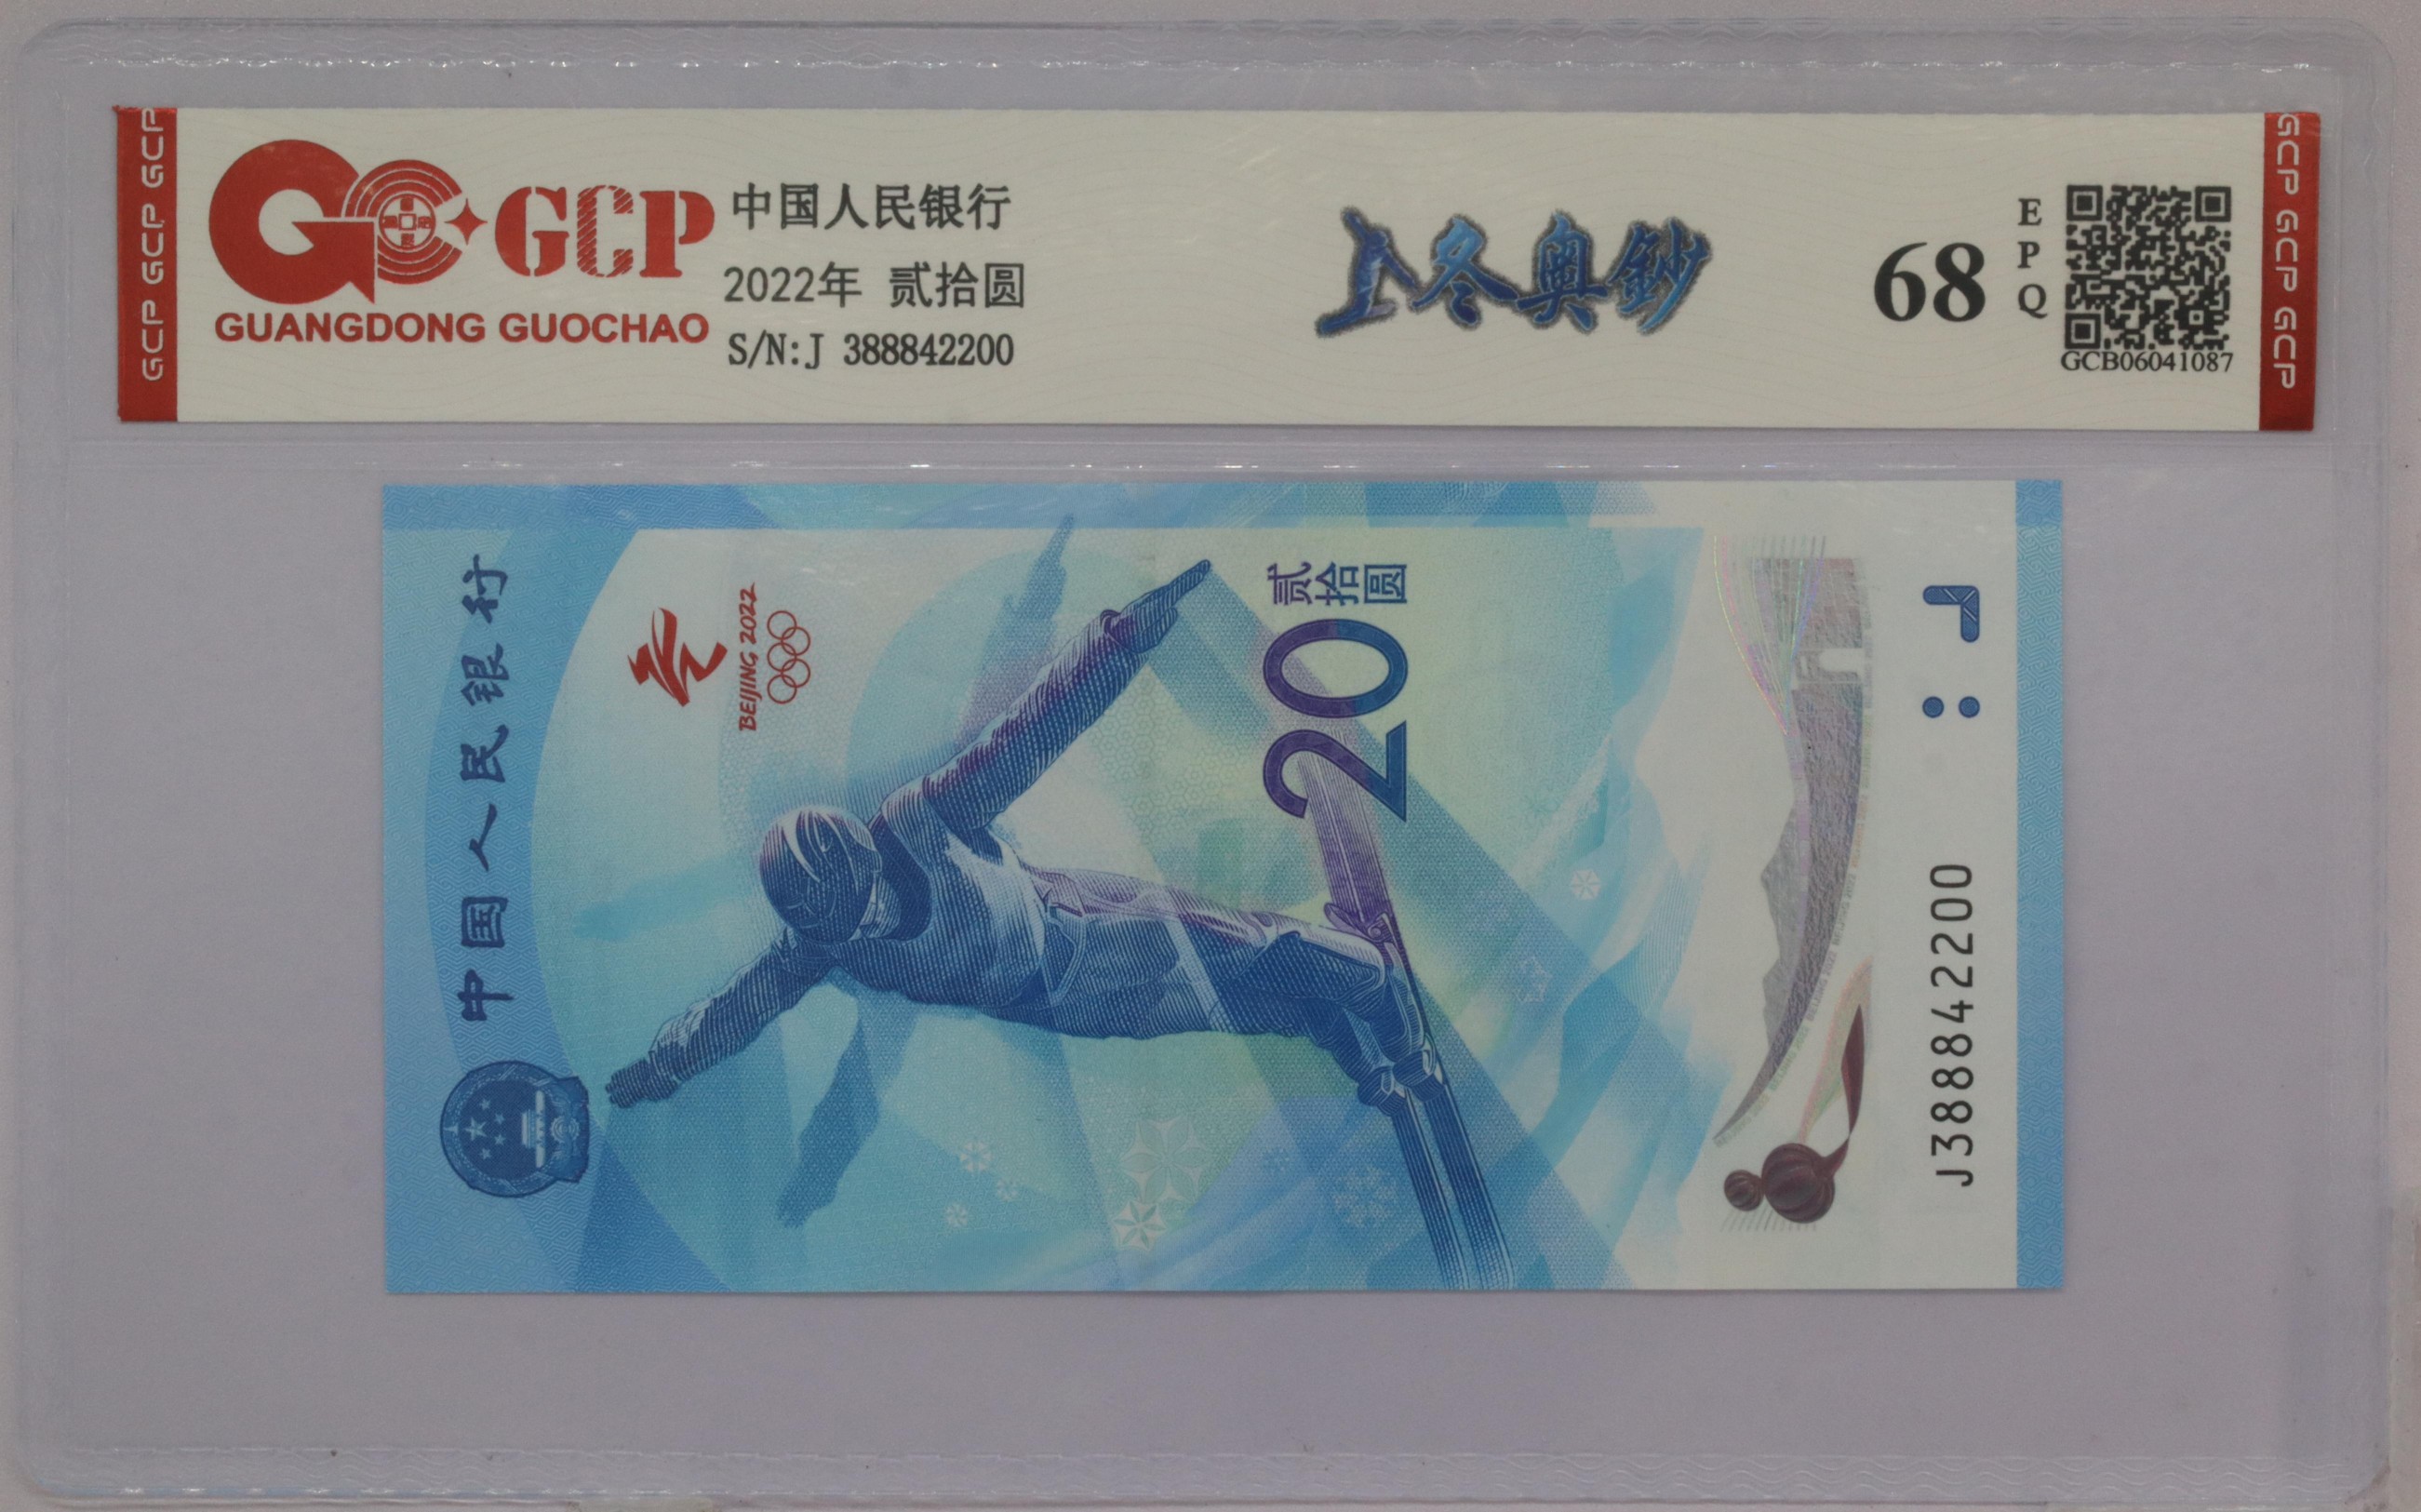 GCP GCP GCP
GCP
GUANGDONG GUOCHAO
中国人民银行
2022年 贰拾圆
S/N:J 388842200
冬奥鈔
68
EPQ
GCB06041087
GCP GCP GCP
中国人民银行
BEIJING 2022
贰拾圆
20
J388842200